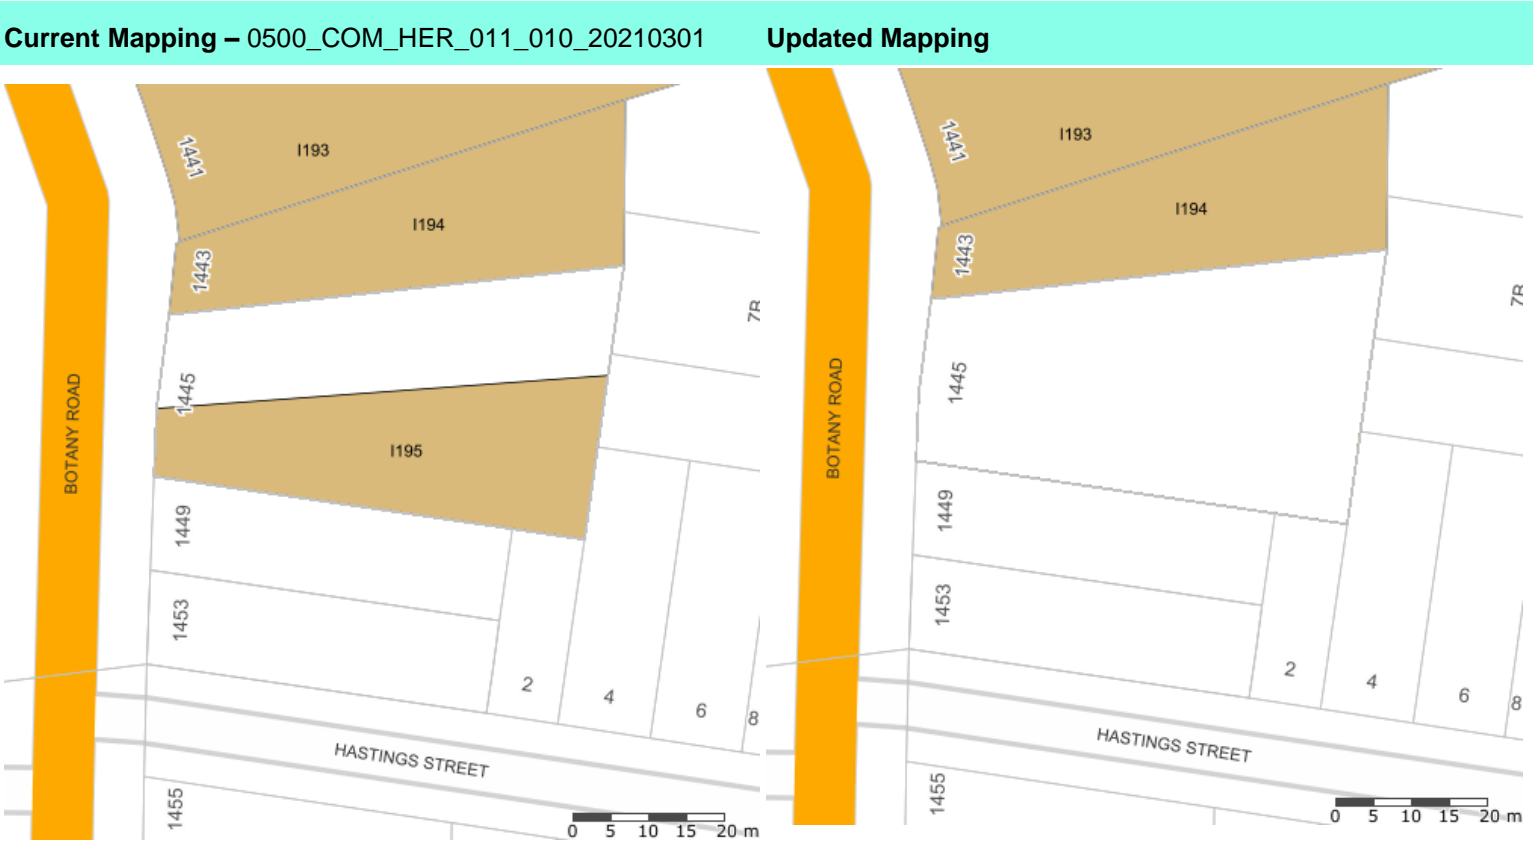 Current Mapping – 0500_COM_HER_011_010_20210301
Updated Mapping
1441
I193
I194
1443
7B
1445
BOTANY ROAD
I195
1449
1453
2
4
6
8
HASTINGS STREET
1455
0 5 10 15 20 m
1441
I193
I194
1443
7B
1445
BOTANY ROAD
1449
1453
2
4
6
8
HASTINGS STREET
1455
0 5 10 15 20 m